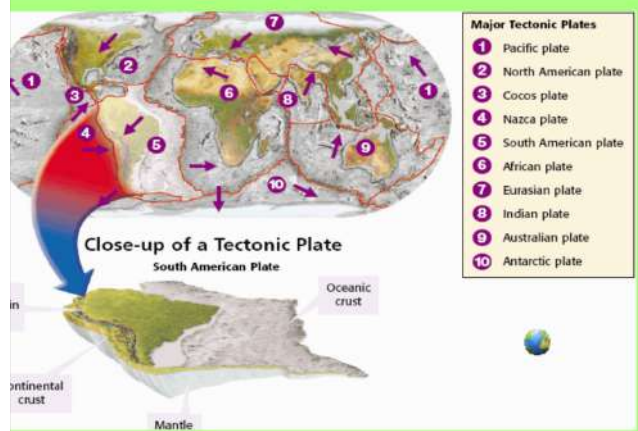 7
1
2
3
4
5
6
8
9
1
10
Major Tectonic Plates
1 Pacific plate
2 North American plate
3 Cocos plate
4 Nazca plate
5 South American plate
6 African plate
7 Eurasian plate
8 Indian plate
9 Australian plate
10 Antarctic plate
Close-up of a Tectonic Plate
South American Plate
Oceanic
crust
in
ontinental
crust
Mantle